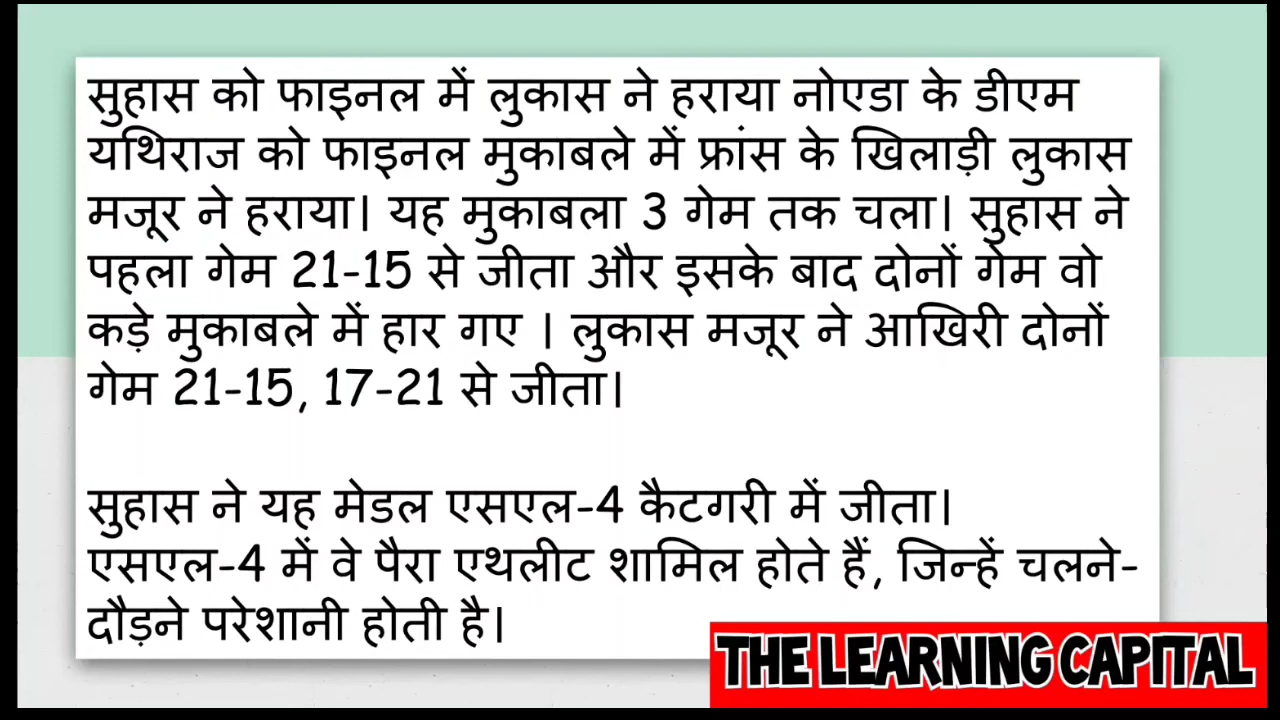 सुहास को फाइनल में लुकास ने हराया नोएडा के डीएम
यथिराज को फाइनल मुकाबले में फ्रांस के खिलाड़ी लुकास
मजूर ने हराया। यह मुकाबला 3 गेम तक चला। सुहास ने
पहला गेम 21-15 से जीता और इसके बाद दोनों गेम वो
कड़े मुकाबले में हार गए । लुकास मजूर ने आखिरी दोनों
गेम 21-15, 17-21 से जीता।
सुहास ने यह मेडल एसएल-4 कैटगरी में जीता।
एसएल-4 में वे पैरा एथलीट शामिल होते हैं, जिन्हें चलने-
दौड़ने परेशानी होती है।
THE LEARNING CAPITAL